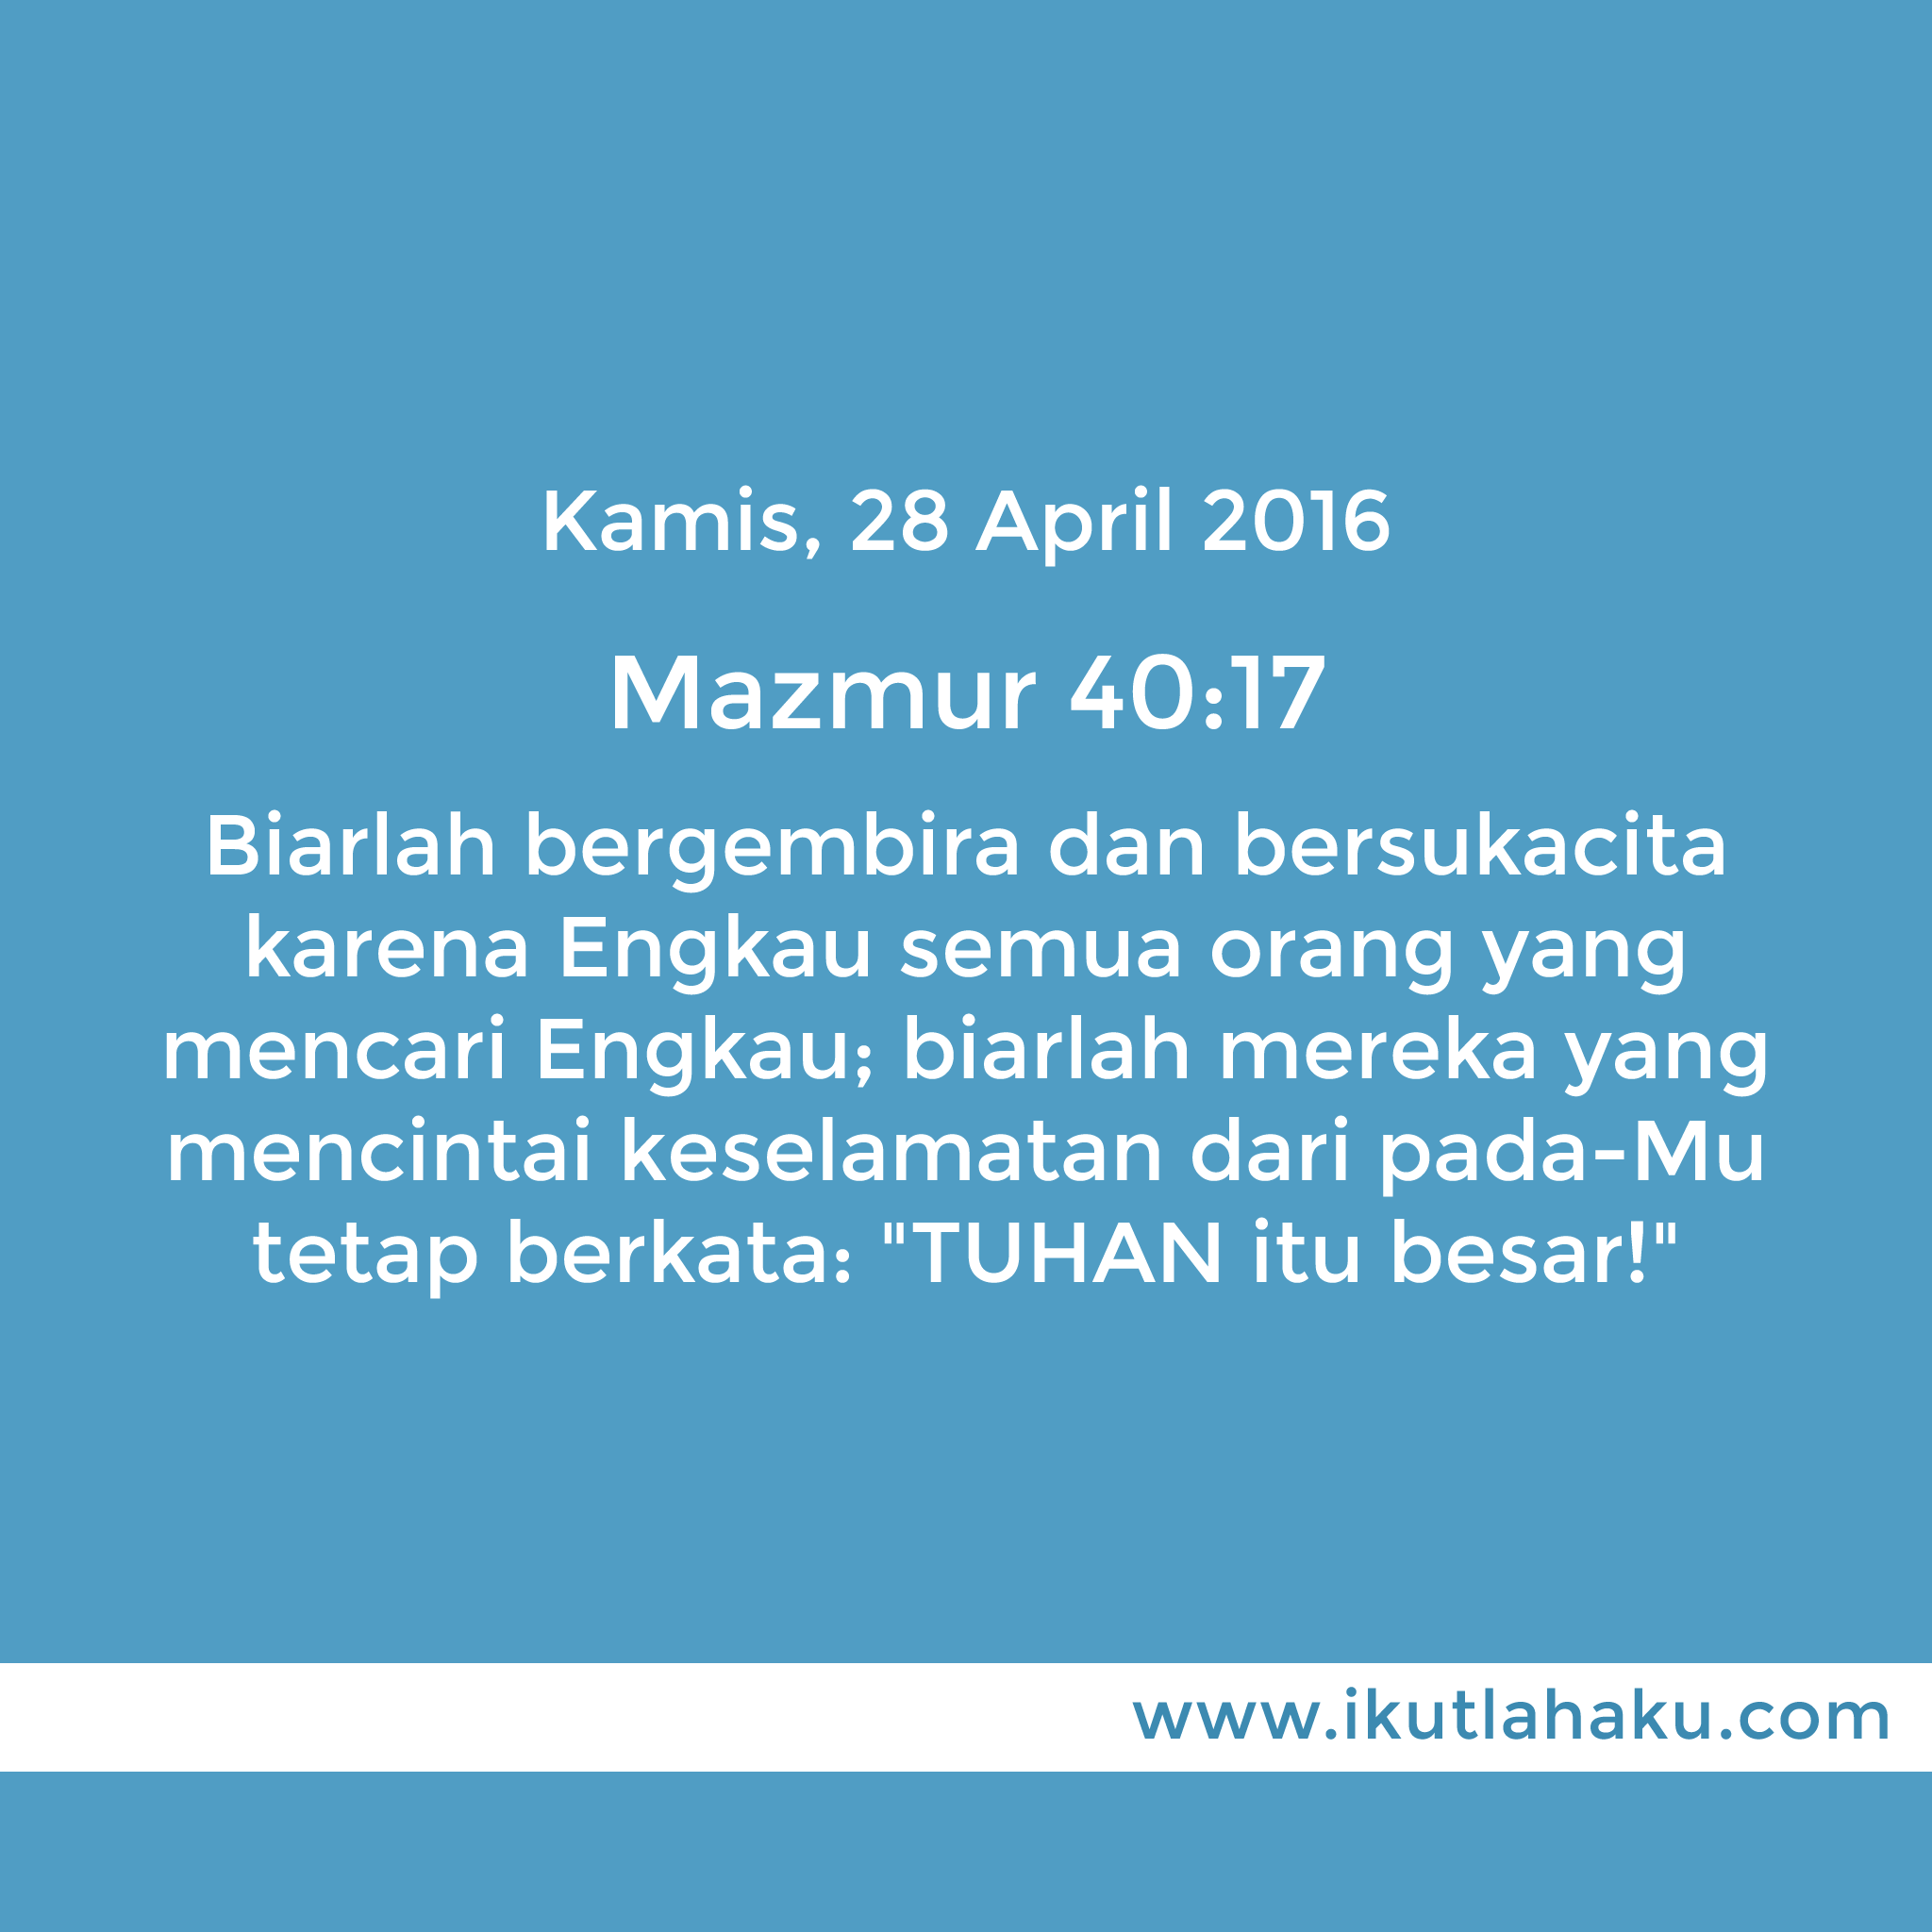 Kamis, 28 April 2016
Mazmur 40:17
Biarlah bergembira dan bersukacita
karena Engkau semua orang yang
mencari Engkau; biarlah mereka yang
mencintai keselamatan dari pada-Mu
tetap berkata: "TUHAN itu besar!"
www.ikutlahaku.com